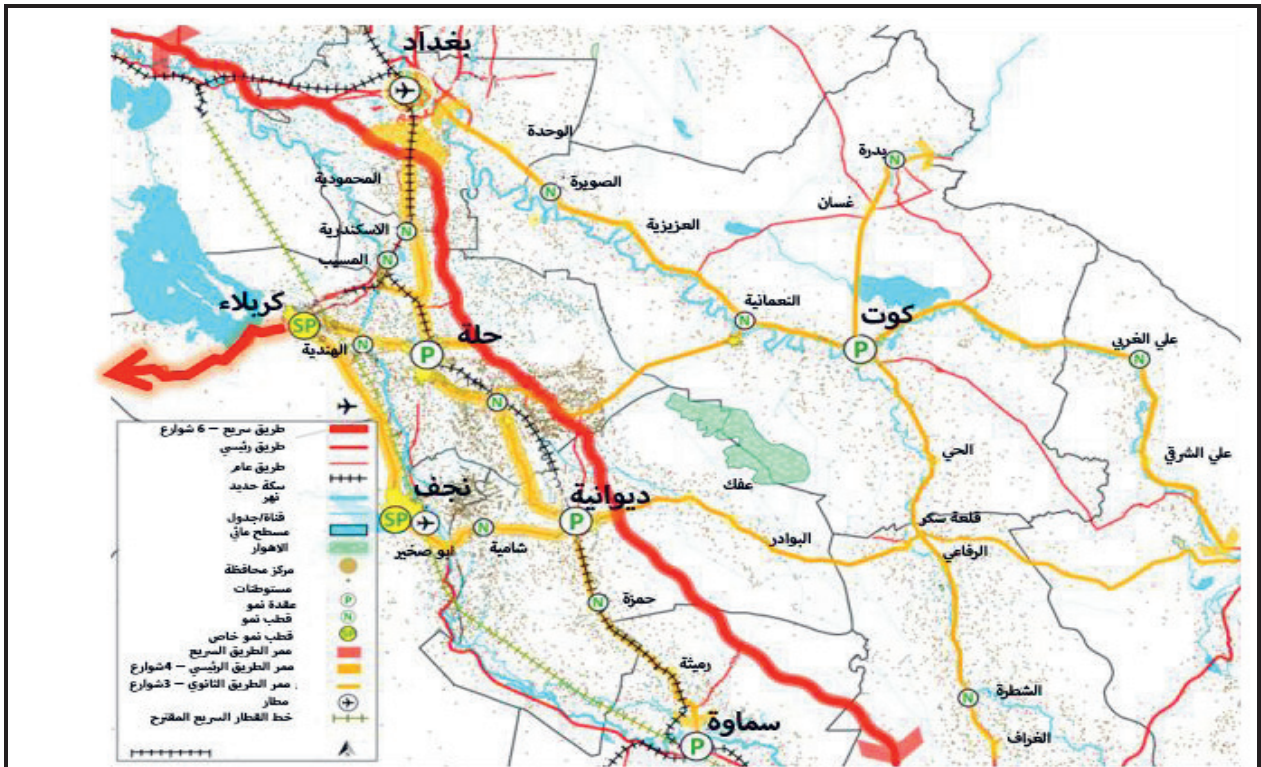 بغداد
الوحدة
بدرة
الصويرة
المحمودية
غسان
العزيزية
الاسكندرية
المسيب
كربلاء
النعمانية
كوت
حلة
SP
الهندية
P
N
علي الغربي
طريق سريع — 6 شوارع
طريق رئيسي
طريق عام
سكة حديد
نهر
قناة/جدول
مسطح مائي
الاهوار
مركز محافظة
مستوطنات
عقدة نمو
قطب نمو
قطب نمو خاص
ممر الطريق السريع
ممر الطريق الرئيسي — 4شوارع
ممر الطريق الثانوي — 3شوارع
مطار
خط القطار السريع المقترح
الحي
علي الشرقي
عفك
نجف
ديوانية
SP
P
N
شامية
ابو صخير
البوادر
قلعة سكر
الرفاعي
حمزة
N
رميثة
الشطرة
N
سماوة
P
الغراف